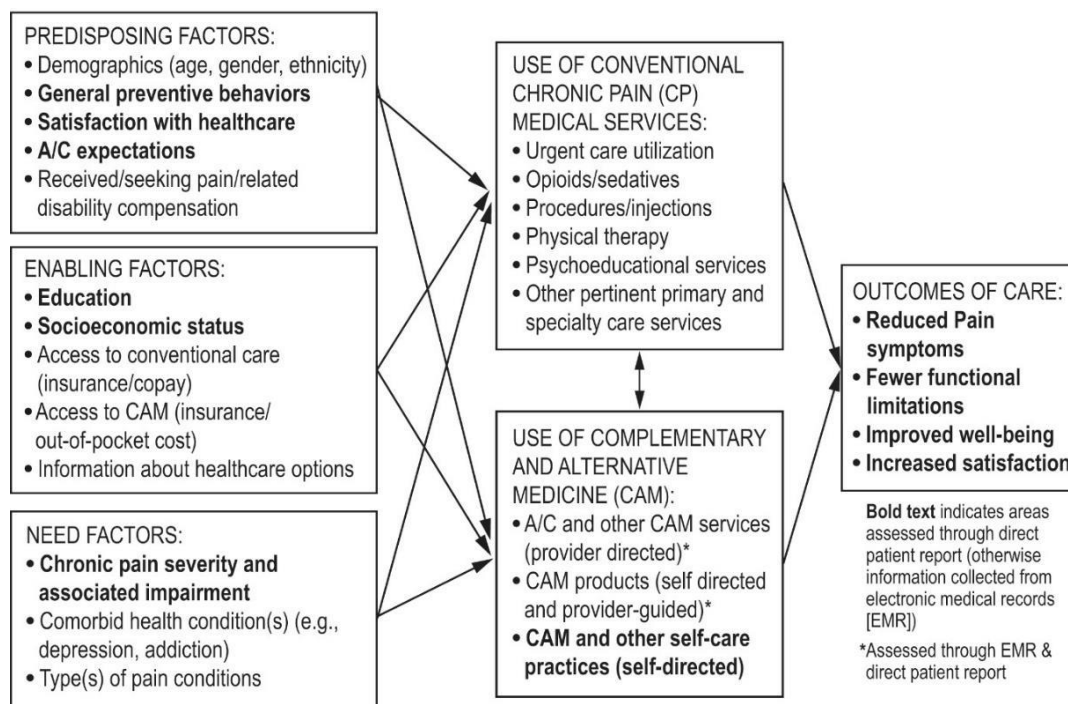 PREDISPOSING FACTORS:
• Demographics (age, gender, ethnicity)
• General preventive behaviors
• Satisfaction with healthcare
• A/C expectations
• Received/seeking pain/related
disability compensation
ENABLING FACTORS:
• Education
• Socioeconomic status
• Access to conventional care
(insurance/copay)
• Access to CAM (insurance/
out-of-pocket cost)
• Information about healthcare options
NEED FACTORS:
• Chronic pain severity and
associated impairment
• Comorbid health condition(s) (e.g.,
depression, addiction)
• Type(s) of pain conditions
USE OF CONVENTIONAL
CHRONIC PAIN (CP)
MEDICAL SERVICES:
• Urgent care utilization
• Opioids/sedatives
• Procedures/injections
• Physical therapy
• Psychoeducational services
• Other pertinent primary and
specialty care services
USE OF COMPLEMENTARY
AND ALTERNATIVE
MEDICINE (CAM):
• A/C and other CAM services
(provider directed)*
• CAM products (self directed
and provider-guided)*
• CAM and other self-care
practices (self-directed)
OUTCOMES OF CARE:
• Reduced Pain
symptoms
• Fewer functional
limitations
• Improved well-being
• Increased satisfaction
Bold text indicates areas
assessed through direct
patient report (otherwise
information collected from
electronic medical records
[EMR])
*Assessed through EMR &
direct patient report